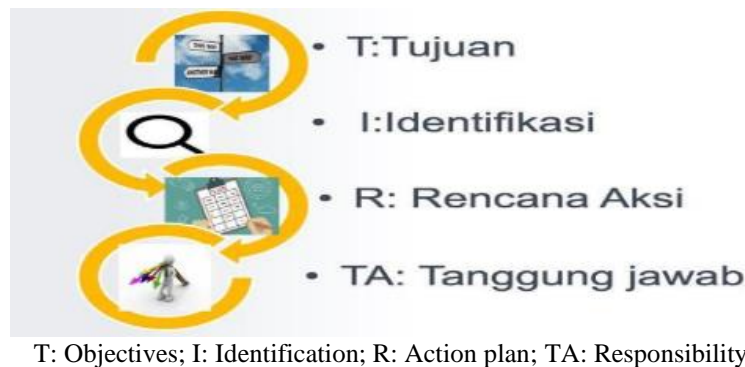 • T:Tujuan
• I:Identifikasi
• R: Rencana Aksi
• TA: Tanggung jawab
T: Objectives; I: Identification; R: Action plan; TA: Responsibility